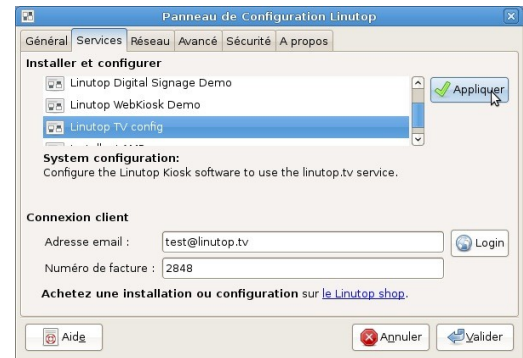 Panneau de Configuration Linutop
Général Services Réseau Avancé Sécurité A propos
Installer et configurer
Linutop Digital Signage Demo
Linutop WebKiosk Demo
Linutop TV config
Appliquer
System configuration:
Configure the Linutop Kiosk software to use the linutop.tv service.
Connexion client
Adresse email : test@linutop.tv Login
Numéro de facture : 2848
Achetez une installation ou configuration sur le Linutop shop.
Aide Annuler Valider